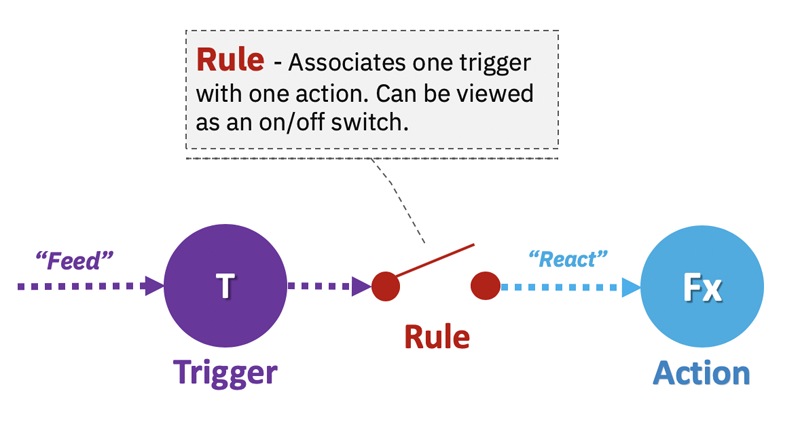 Rule - Associates one trigger
with one action. Can be viewed
as an on/off switch.
“Feed”
T
“React”
Fx
Rule
Trigger
Action